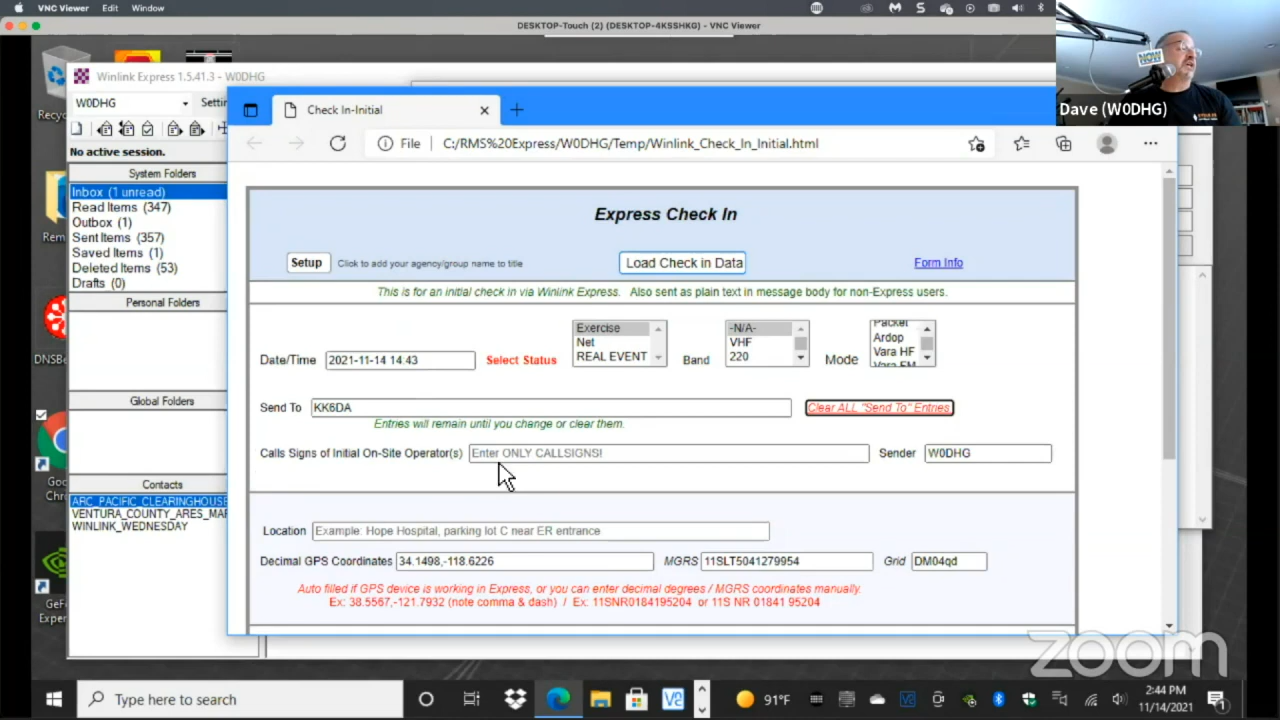 VNC Viewer Edit Window
DESKTOP-Touch (2) (DESKTOP-4KSSHKG) - VNC Viewer
Winlink Express 1.5.41.3 - W0DHG
W0DHG
No active session.
System Folders
Inbox (1 unread)
Read Items (347)
Outbox (1)
Sent Items (357)
Saved Items (1)
Deleted Items (53)
Drafts (0)
Personal Folders
Global Folders
Contacts
ARC_PACIFIC_CLEARINGHOUSE
VENTURA_COUNTY_ARES_MAR
WINLINK_WEDNESDAY
Check In-Initial
File C:/RMS%20Express/W0DHG/Temp/Winlink_Check_In_Initial.html
Express Check In
Setup Click to add your agency/group name to title Load Check in Data Form Info
This is for an initial check in via Winlink Express. Also sent as plain text in message body for non-Express users.
Date/Time 2021-11-14 14:43 Select Status
Exercise
Net
REAL EVENT
Band
-N/A-
VHF
220
Mode
Packet
Ardop
Vara HF
Vara FM
Send To KK6DA Clear ALL "Send To" Entries
Entries will remain until you change or clear them.
Calls Signs of Initial On-Site Operator(s) Enter ONLY CALLSIGNS! Sender W0DHG
Location Example: Hope Hospital, parking lot C near ER entrance
Decimal GPS Coordinates 34.1498,-118.6226 MGRS 11SLT5041279954 Grid DM04qd
Auto filled if GPS device is working in Express, or you can enter decimal degrees / MGRS coordinates manually.
Ex: 38.5567,-121.7932 (note comma & dash) / Ex: 11SNR0184195204 or 11S NR 01841 95204
Dave (W0DHG)
zoom
Type here to search
91°F
2:44 PM
11/14/2021